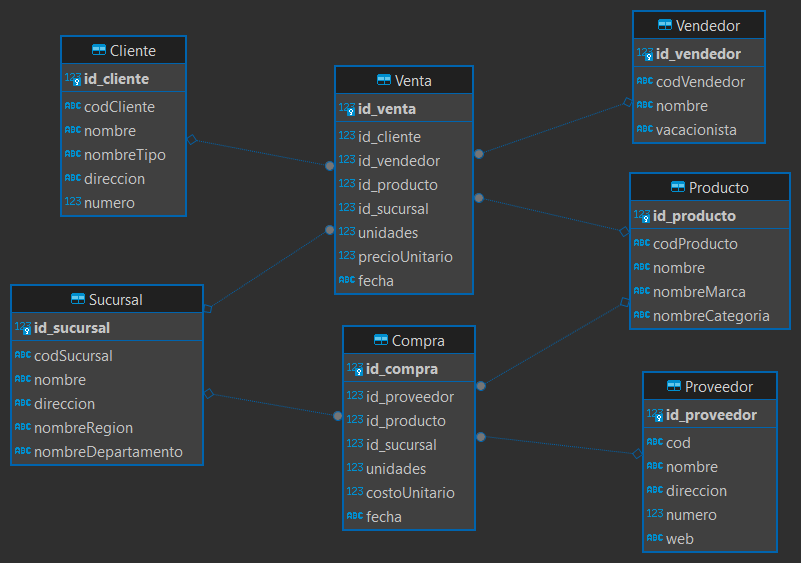 Cliente
123 id_cliente
ABC codCliente
ABC nombre
ABC nombreTipo
ABC direccion
123 numero
Venta
123 id_venta
123 id_cliente
123 id_vendedor
123 id_producto
123 id_sucursal
123 unidades
123 precioUnitario
ABC fecha
Vendedor
123 id_vendedor
ABC codVendedor
ABC nombre
ABC vacacionista
Producto
123 id_producto
ABC codProducto
ABC nombre
ABC nombreMarca
ABC nombreCategoria
Sucursal
123 id_sucursal
ABC codSucursal
ABC nombre
ABC direccion
ABC nombreRegion
ABC nombreDepartamento
Compra
123 id_compra
123 id_proveedor
123 id_producto
123 id_sucursal
123 unidades
123 costoUnitario
ABC fecha
Proveedor
123 id_proveedor
ABC cod
ABC nombre
ABC direccion
123 numero
ABC web